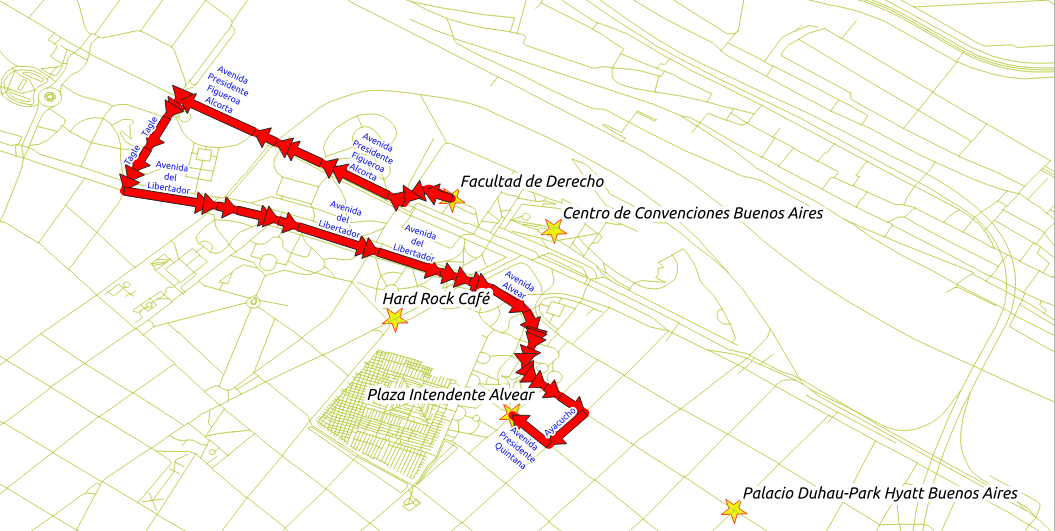 Avenida
Presidente
Figueroa
Alcorta
Tagle
Tagle
Avenida
del
Libertador
Avenida
Presidente
Figueroa
Alcorta
Facultad de Derecho
Avenida
del
Libertador
Centro de Convenciones Buenos Aires
Avenida
del
Libertador
Avenida
Alvear
Hard Rock Café
Plaza Intendente Alvear
Ayacucho
Avenida
Presidente
Quintana
Palacio Duhau-Park Hyatt Buenos Aires